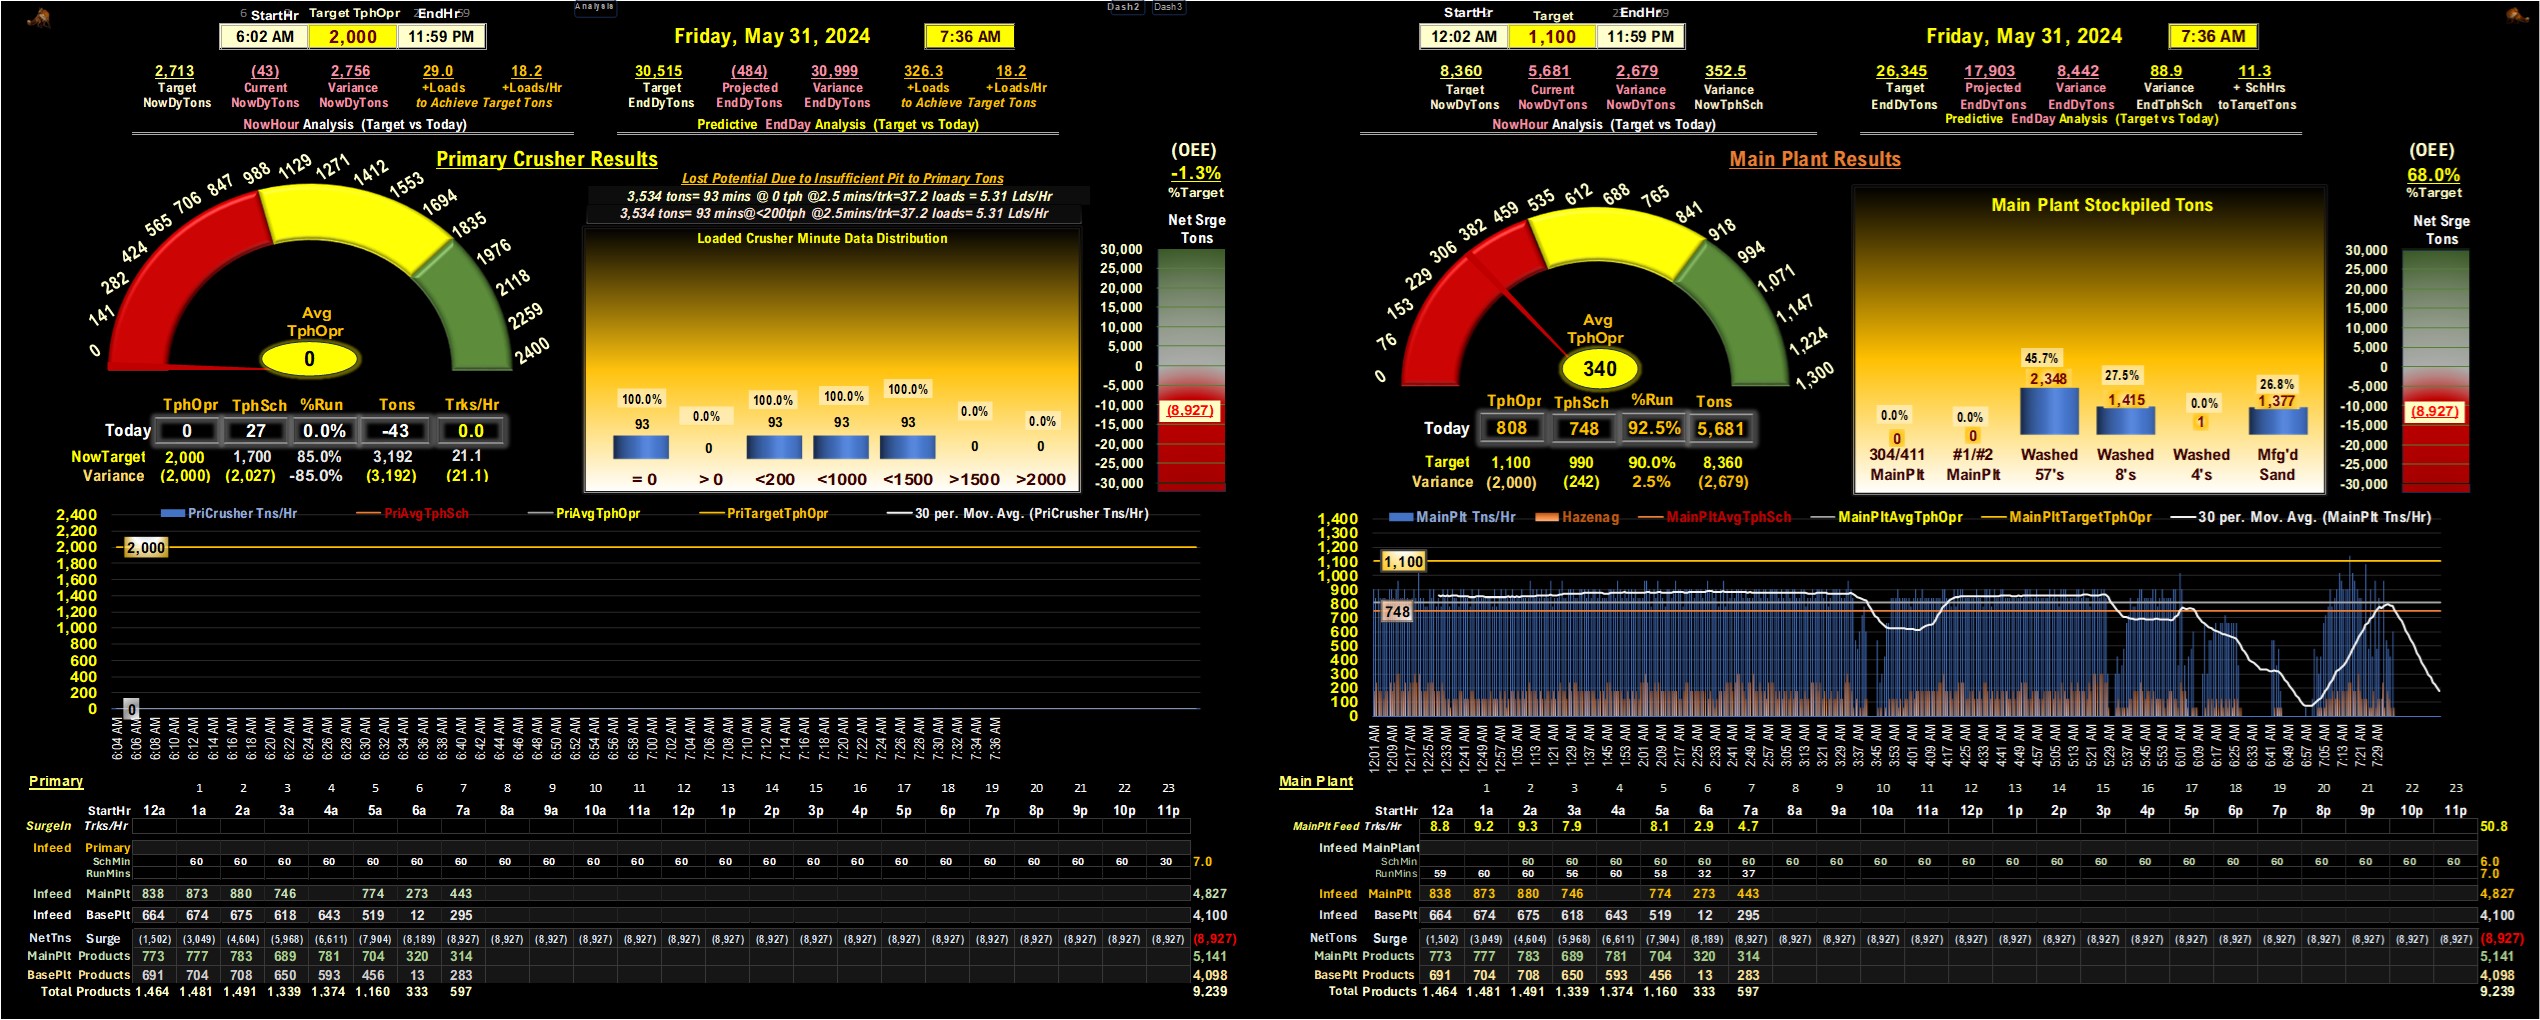 Analysis
Dash2 Dash3
StartHr Target TphOpr EndHr
6:02 AM 2,000 11:59 PM
Friday, May 31, 2024 7:36 AM
2,713 (43) 2,756 29.0 18.2
Target Current Variance +Loads +Loads/Hr
NowDyTons NowDyTons NowDyTons to Achieve Target Tons
NowHour Analysis (Target vs Today)
30,515 (484) 30,999 326.3 18.2
Target Projected Variance +Loads +Loads/Hr
EndDyTons EndDyTons EndDyTons to Achieve Target Tons
Predictive EndDay Analysis (Target vs Today)
Primary Crusher Results
Lost Potential Due to Insufficient Pit to Primary Tons
3,534 tons= 93 mins @ 0 tph @2.5 mins/trk=37.2 loads = 5.31 Lds/Hr
3,534 tons= 93 mins@<200tph @2.5mins/trk=37.2 loads= 5.31 Lds/Hr
(OEE)
-1.3%
%Target
Net Srge
Tons
0 141 282 424 565 706 847 988 1129 1271 1412 1553 1694 1835 1976 2118 2259 2400
Avg
TphOpr
0
Loaded Crusher Minute Data Distribution
100.0% 0.0% 100.0% 100.0% 100.0% 0.0% 0.0%
93 0 93 93 93 0 0
= 0 > 0 <200 <1000 <1500 >1500 >2000
30,000
25,000
20,000
15,000
10,000
5,000
0
-5,000
-10,000
(8,927)
-15,000
-20,000
-25,000
-30,000
TphOpr TphSch %Run Tons Trks/Hr
Today 0 27 0.0% -43 0.0
NowTarget 2,000 1,700 85.0% 3,192 21.1
Variance (2,000) (2,027) -85.0% (3,192) (21.1)
PriCrusher Tns/Hr PriAvgTphSch PriAvgTphOpr PriTargetTphOpr 30 per. Mov. Avg. (PriCrusher Tns/Hr)
2,400
2,200
2,000
1,800
1,600
1,400
1,200
1,000
800
600
400
200
0
2,000
0
6:04 AM 6:06 AM 6:08 AM 6:10 AM 6:12 AM 6:14 AM 6:16 AM 6:18 AM 6:20 AM 6:22 AM 6:24 AM 6:26 AM 6:28 AM 6:30 AM 6:32 AM 6:34 AM 6:36 AM 6:38 AM 6:40 AM 6:42 AM 6:44 AM 6:46 AM 6:48 AM 6:50 AM 6:52 AM 6:54 AM 6:56 AM 6:58 AM 7:00 AM 7:02 AM 7:04 AM 7:06 AM 7:08 AM 7:10 AM 7:12 AM 7:14 AM 7:16 AM 7:18 AM 7:20 AM 7:22 AM 7:24 AM 7:26 AM 7:28 AM 7:30 AM 7:32 AM 7:34 AM 7:36 AM
Primary
1 2 3 4 5 6 7 8 9 10 11 12 13 14 15 16 17 18 19 20 21 22 23
StartHr 12a 1a 2a 3a 4a 5a 6a 7a 8a 9a 10a 11a 12p 1p 2p 3p 4p 5p 6p 7p 8p 9p 10p 11p
SurgeIn Trks/Hr
Infeed Primary
SchMin 60 60 60 60 60 60 60 60 60 60 60 60 60 60 60 60 60 60 60 60 60 60 30 7.0
RunMins
Infeed MainPlt 838 873 880 746 774 273 443 4,827
Infeed BasePlt 664 674 675 618 643 519 12 295 4,100
NetTns Surge (1,502) (3,049) (4,604) (5,968) (6,611) (7,904) (8,189) (8,927) (8,927) (8,927) (8,927) (8,927) (8,927) (8,927) (8,927) (8,927) (8,927) (8,927) (8,927) (8,927) (8,927) (8,927) (8,927) (8,927) (8,927)
MainPlt Products 773 777 783 689 781 704 320 314 5,141
BasePlt Products 691 704 708 650 593 456 13 283 4,098
Total Products 1,464 1,481 1,491 1,339 1,374 1,160 333 597 9,239
StartHr Target EndHr
12:02 AM 1,100 11:59 PM
Friday, May 31, 2024 7:36 AM
8,360 5,681 2,679 352.5
Target Current Variance Variance
NowDyTons NowDyTons NowDyTons NowTphSch
NowHour Analysis (Target vs Today)
26,345 17,903 8,442 88.9 11.3
Target Projected Variance Variance + SchHrs
EndDyTons EndDyTons EndDyTons EndTphSch toTargetTons
Predictive EndDay Analysis (Target vs Today)
Main Plant Results
(OEE)
68.0%
%Target
Net Srge
Tons
0 76 153 229 306 382 459 535 612 688 765 841 918 994 1,071 1,147 1,224 1,300
Avg
TphOpr
340
Main Plant Stockpiled Tons
0.0% 0.0% 45.7% 27.5% 0.0% 26.8%
0 0 2,348 1,415 1 1,377
304/411 #1/#2 Washed Washed Washed Mfg'd
MainPlt MainPlt 57's 8's 4's Sand
30,000
25,000
20,000
15,000
10,000
5,000
0
-5,000
-10,000
(8,927)
-15,000
-20,000
-25,000
-30,000
TphOpr TphSch %Run Tons
Today 808 748 92.5% 5,681
Target 1,100 990 90.0% 8,360
Variance (2,000) (242) 2.5% (2,679)
MainPlt Tns/Hr Hazenag MainPltAvgTphSch MainPltAvgTphOpr MainPltTargetTphOpr 30 per. Mov. Avg. (MainPlt Tns/Hr)
1,400
1,300
1,200
1,100
1,000
900
800
748
700
600
500
400
300
200
100
0
12:01 AM 12:09 AM 12:17 AM 12:25 AM 12:33 AM 12:41 AM 12:49 AM 12:57 AM 1:05 AM 1:13 AM 1:21 AM 1:29 AM 1:37 AM 1:45 AM 1:53 AM 2:01 AM 2:09 AM 2:17 AM 2:25 AM 2:33 AM 2:41 AM 2:49 AM 2:57 AM 3:05 AM 3:13 AM 3:21 AM 3:29 AM 3:37 AM 3:45 AM 3:53 AM 4:01 AM 4:09 AM 4:17 AM 4:25 AM 4:33 AM 4:41 AM 4:49 AM 4:57 AM 5:05 AM 5:13 AM 5:21 AM 5:29 AM 5:37 AM 5:45 AM 5:53 AM 6:01 AM 6:09 AM 6:17 AM 6:25 AM 6:33 AM 6:41 AM 6:49 AM 6:57 AM 7:05 AM 7:13 AM 7:21 AM 7:29 AM
Main Plant
1 2 3 4 5 6 7 8 9 10 11 12 13 14 15 16 17 18 19 20 21 22 23
StartHr 12a 1a 2a 3a 4a 5a 6a 7a 8a 9a 10a 11a 12p 1p 2p 3p 4p 5p 6p 7p 8p 9p 10p 11p
MainPlt Feed Trks/Hr 8.8 9.2 9.3 7.9 8.1 2.9 4.7 50.8
Infeed MainPlant
SchMin 60 60 60 60 60 60 60 60 60 60 60 60 60 60 60 60 60 60 60 60 60 60 6.0
RunMins 59 60 60 56 60 58 32 37 7.0
Infeed MainPlt 838 873 880 746 774 273 443 4,827
Infeed BasePlt 664 674 675 618 643 519 12 295 4,100
NetTons Surge (1,502) (3,049) (4,604) (5,968) (6,611) (7,904) (8,189) (8,927) (8,927) (8,927) (8,927) (8,927) (8,927) (8,927) (8,927) (8,927) (8,927) (8,927) (8,927) (8,927) (8,927) (8,927) (8,927) (8,927) (8,927)
MainPlt Products 773 777 783 689 781 704 320 314 5,141
BasePlt Products 691 704 708 650 593 456 13 283 4,098
Total Products 1,464 1,481 1,491 1,339 1,374 1,160 333 597 9,239